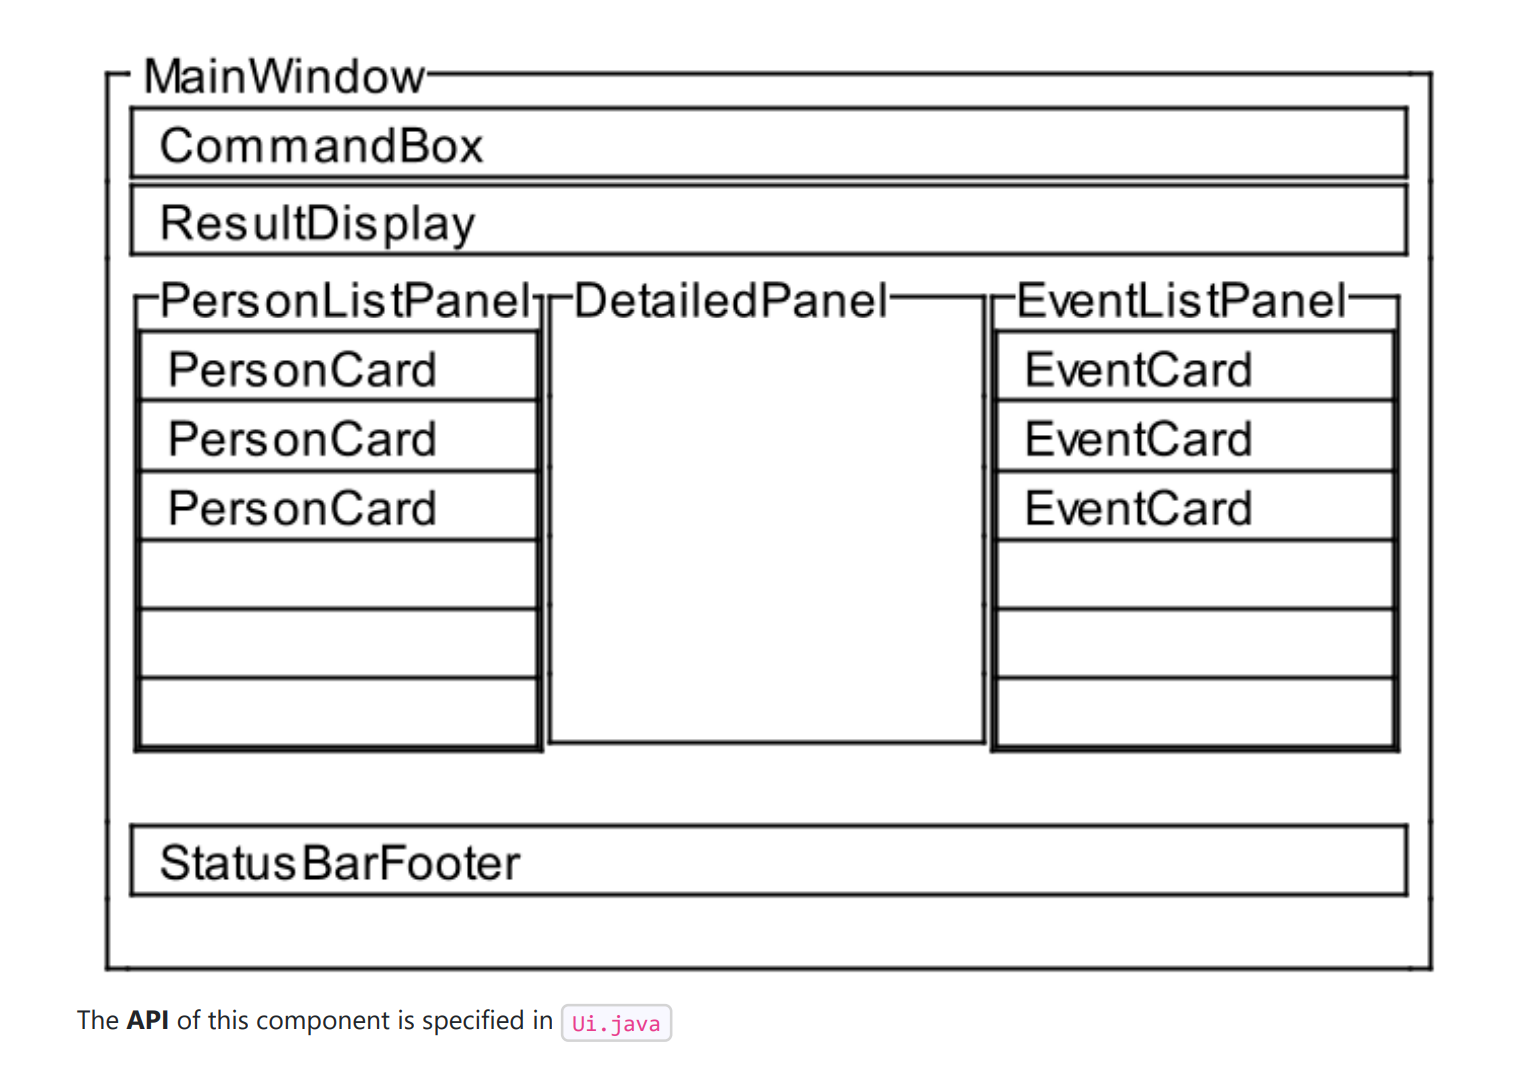 MainWindow
CommandBox
ResultDisplay
PersonListPanel DetailedPanel EventListPanel
PersonCard EventCard
PersonCard EventCard
PersonCard EventCard
StatusBarFooter
The API of this component is specified in Ui.java